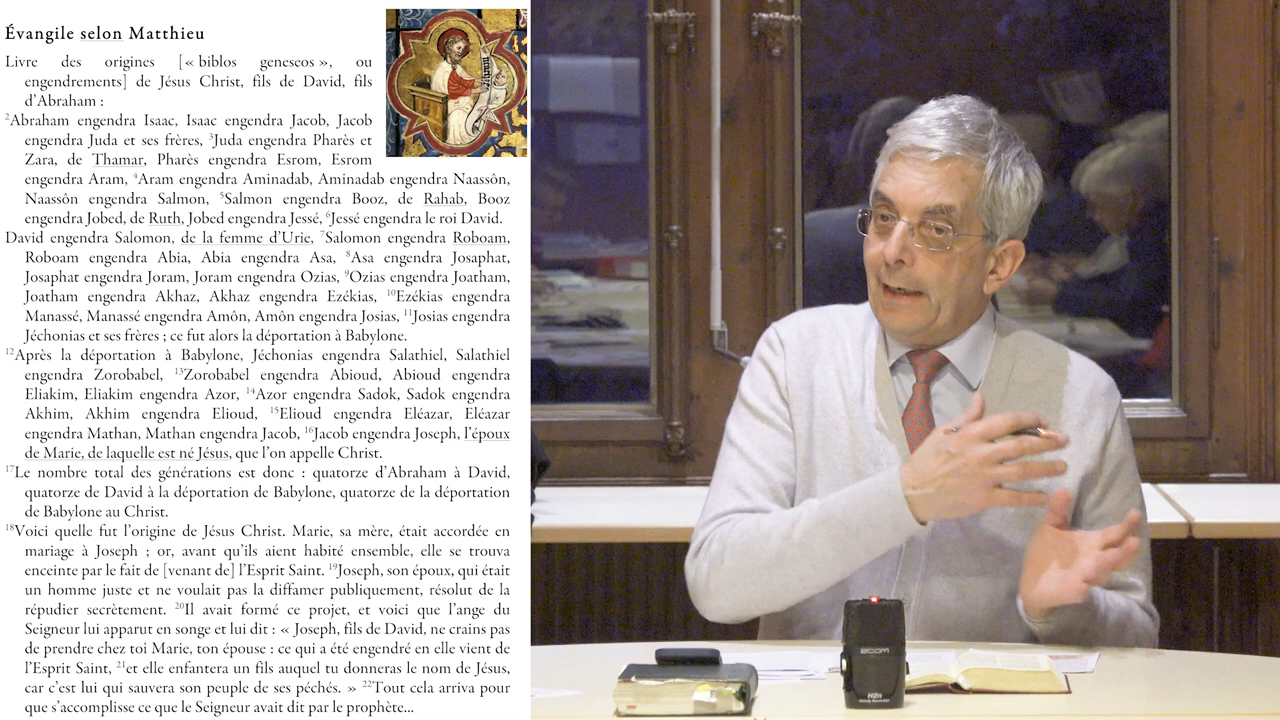 Évangile selon Matthieu
Livre des origines [« biblos geneseos », ou
engendrements] de Jésus Christ, fils de David, fils
d’Abraham :
²Abraham engendra Isaac, Isaac engendra Jacob, Jacob
engendra Juda et ses frères, ³Juda engendra Pharès et
Zara, de Thamar, Pharès engendra Esrom, Esrom
engendra Aram, ⁴Aram engendra Aminadab, Aminadab engendra Naassôn,
Naassôn engendra Salmon, ⁵Salmon engendra Booz, de Rahab, Booz
engendra Jobed, de Ruth, Jobed engendra Jessé, ⁶Jessé engendra le roi David.
David engendra Salomon, de la femme d’Urie, ⁷Salomon engendra Roboam,
Roboam engendra Abia, Abia engendra Asa, ⁸Asa engendra Josaphat,
Josaphat engendra Joram, Joram engendra Ozias, ⁹Ozias engendra Joatham,
Joatham engendra Akhaz, Akhaz engendra Ezékias, ¹⁰Ezékias engendra
Manassé, Manassé engendra Amôn, Amôn engendra Josias, ¹¹Josias engendra
Jéchonias et ses frères ; ce fut alors la déportation à Babylone.
¹²Après la déportation à Babylone, Jéchonias engendra Salathiel, Salathiel
engendra Zorobabel, ¹³Zorobabel engendra Abioud, Abioud engendra
Eliakim, Eliakim engendra Azor, ¹⁴Azor engendra Sadok, Sadok engendra
Akhim, Akhim engendra Elioud, ¹⁵Elioud engendra Eléazar, Eléazar
engendra Mathan, Mathan engendra Jacob, ¹⁶Jacob engendra Joseph, l’époux
de Marie, de laquelle est né Jésus, que l’on appelle Christ.
¹⁷Le nombre total des générations est donc : quatorze d’Abraham à David,
quatorze de David à la déportation de Babylone, quatorze de la déportation
de Babylone au Christ.
¹⁸Voici quelle fut l’origine de Jésus Christ. Marie, sa mère, était accordée en
mariage à Joseph ; or, avant qu’ils aient habité ensemble, elle se trouva
enceinte par le fait de [venant de] l’Esprit Saint. ¹⁹Joseph, son époux, qui était
un homme juste et ne voulait pas la diffamer publiquement, résolut de la
répudier secrètement. ²⁰Il avait formé ce projet, et voici que l’ange du
Seigneur lui apparut en songe et lui dit : « Joseph, fils de David, ne crains pas
de prendre chez toi Marie, ton épouse : ce qui a été engendré en elle vient de
l’Esprit Saint, ²¹et elle enfantera un fils auquel tu donneras le nom de Jésus,
car c’est lui qui sauvera son peuple de ses péchés. » ²²Tout cela arriva pour
que s’accomplisse ce que le Seigneur avait dit par le prophète...
ZOOM
H2n
Handy Recorder